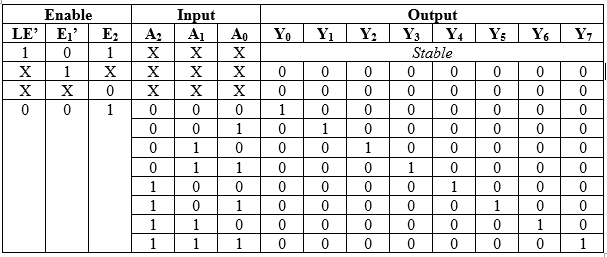 Enable Input Output
LE' E1' E2 A2 A1 A0 Y0 Y1 Y2 Y3 Y4 Y5 Y6 Y7
1 0 1 X X X Stable
X 1 X X X X 0 0 0 0 0 0 0 0
X X 0 X X X 0 0 0 0 0 0 0 0
0 0 1 0 0 0 1 0 0 0 0 0 0 0
0 0 1 0 1 0 0 0 0 0 0
0 1 0 0 0 1 0 0 0 0 0
0 1 1 0 0 0 1 0 0 0 0
1 0 0 0 0 0 0 1 0 0 0
1 0 1 0 0 0 0 0 1 0 0
1 1 0 0 0 0 0 0 0 1 0
1 1 1 0 0 0 0 0 0 0 1